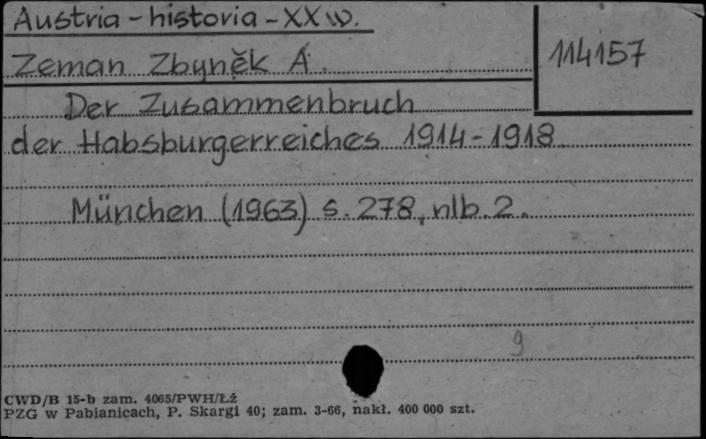 Austria - historia - XX w.
114157
Zeman Zbyněk A.
Der Zusammenbruch
der Habsburgerreiches 1914-1918
München (1963) s. 278, nlb. 2.
9
CWD/B 15-b zam. 4065/PWH/Łź
PZG w Pabianicach, P. Skargi 40; zam. 3-66, nakł. 400 000 szt.